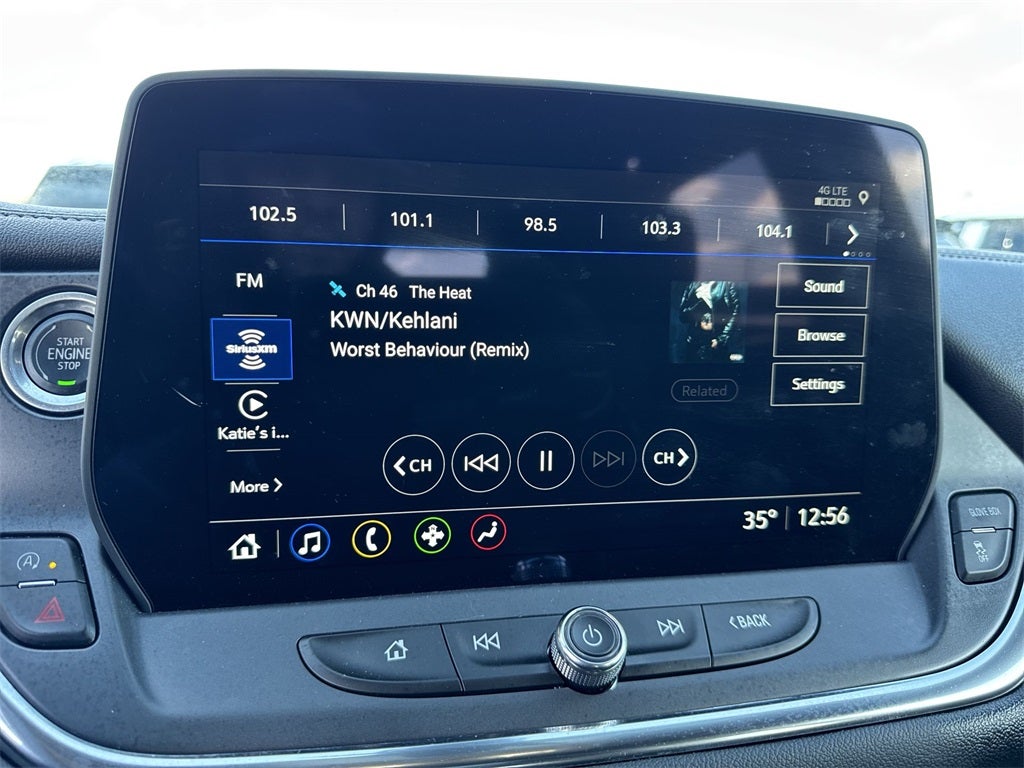 4G LTE
102.5 101.1 98.5 103.3 104.1
FM
Ch 46 The Heat
Sound
KWN/Kehlani
SiriusXM
Worst Behaviour (Remix)
Browse
START
ENGINE
STOP
Related
Settings
Katie's i...
CH
CH
More
35° 12:56
GLOVE BOX
OFF
A
BACK